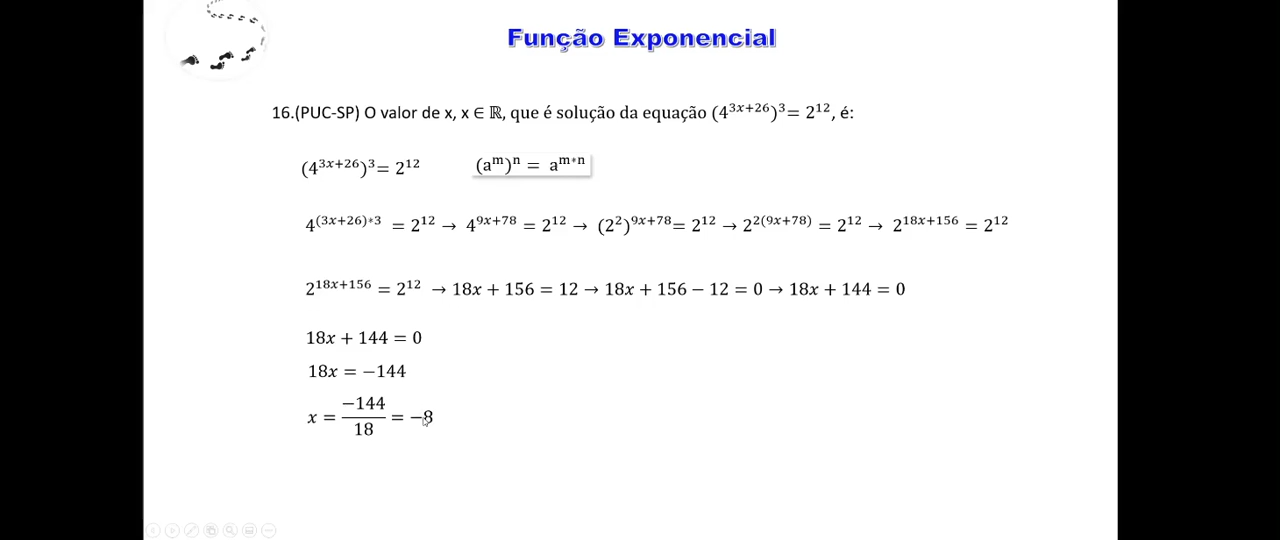 Função Exponencial
16.(PUC-SP) O valor de x, x ∈ ℝ, que é solução da equação (4^{3x+26})^3= 2^{12}, é:
(4^{3x+26})^3= 2^{12} (a^m)^n = a^{m*n}
4^{(3x+26)*3} = 2^{12} → 4^{9x+78} = 2^{12} → (2^2)^{9x+78}= 2^{12} → 2^{2(9x+78)} = 2^{12} → 2^{18x+156} = 2^{12}
2^{18x+156} = 2^{12} → 18x + 156 = 12 → 18x + 156 − 12 = 0 → 18x + 144 = 0
18x + 144 = 0
18x = −144
x = \frac{−144}{18} = −8